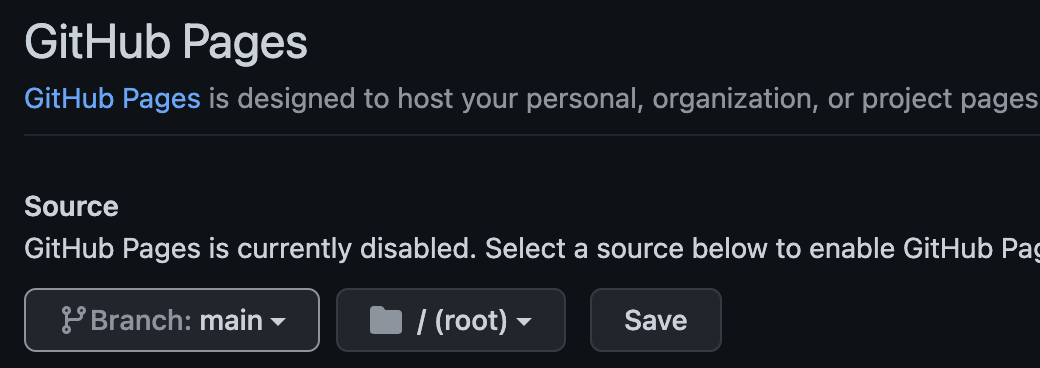 GitHub Pages
GitHub Pages is designed to host your personal, organization, or project pages
Source
GitHub Pages is currently disabled. Select a source below to enable GitHub Pag
Branch: main / (root) Save